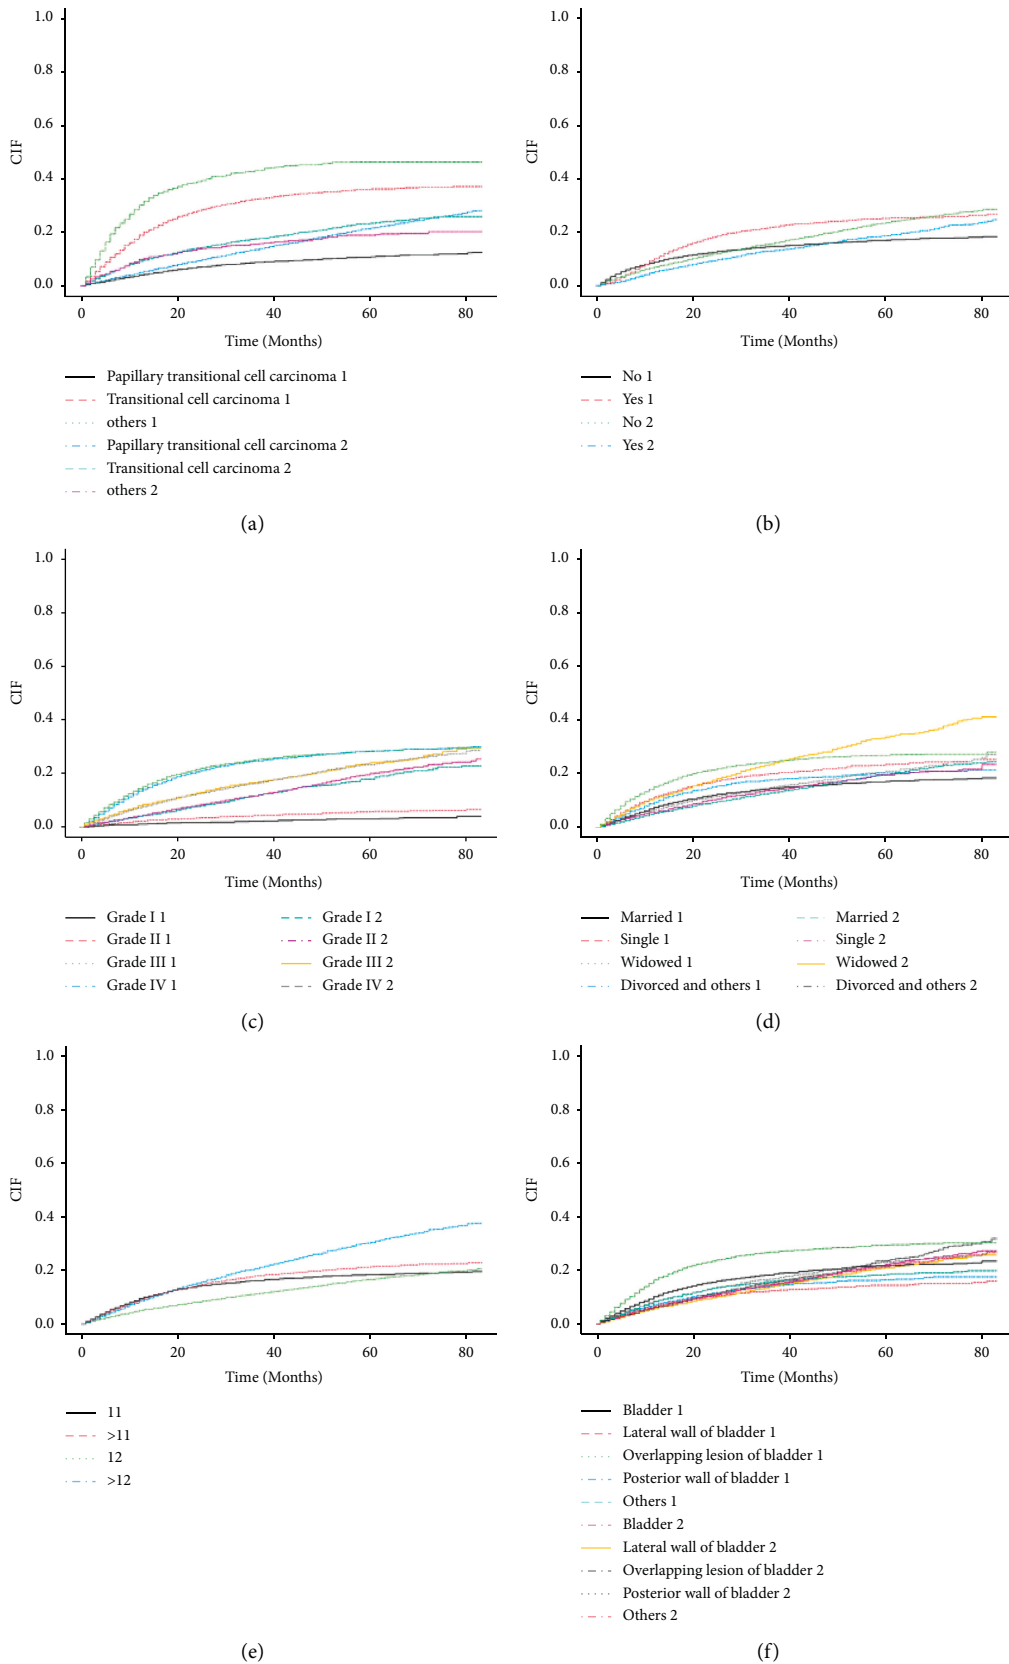 1.0
0.8
0.6
0.4
0.2
0.0
CIF
0 20 40 60 80
Time (Months)
Papillary transitional cell carcinoma 1
Transitional cell carcinoma 1
others 1
Papillary transitional cell carcinoma 2
Transitional cell carcinoma 2
others 2
(a)
1.0
0.8
0.6
0.4
0.2
0.0
CIF
0 20 40 60 80
Time (Months)
No 1
Yes 1
No 2
Yes 2
(b)
1.0
0.8
0.6
0.4
0.2
0.0
CIF
0 20 40 60 80
Time (Months)
Grade I 1
Grade II 1
Grade III 1
Grade IV 1
Grade I 2
Grade II 2
Grade III 2
Grade IV 2
(c)
1.0
0.8
0.6
0.4
0.2
0.0
CIF
0 20 40 60 80
Time (Months)
Married 1
Single 1
Widowed 1
Divorced and others 1
Married 2
Single 2
Widowed 2
Divorced and others 2
(d)
1.0
0.8
0.6
0.4
0.2
0.0
CIF
0 20 40 60 80
Time (Months)
11
>11
12
>12
(e)
1.0
0.8
0.6
0.4
0.2
0.0
CIF
0 20 40 60 80
Time (Months)
Bladder 1
Lateral wall of bladder 1
Overlapping lesion of bladder 1
Posterior wall of bladder 1
Others 1
Bladder 2
Lateral wall of bladder 2
Overlapping lesion of bladder 2
Posterior wall of bladder 2
Others 2
(f)